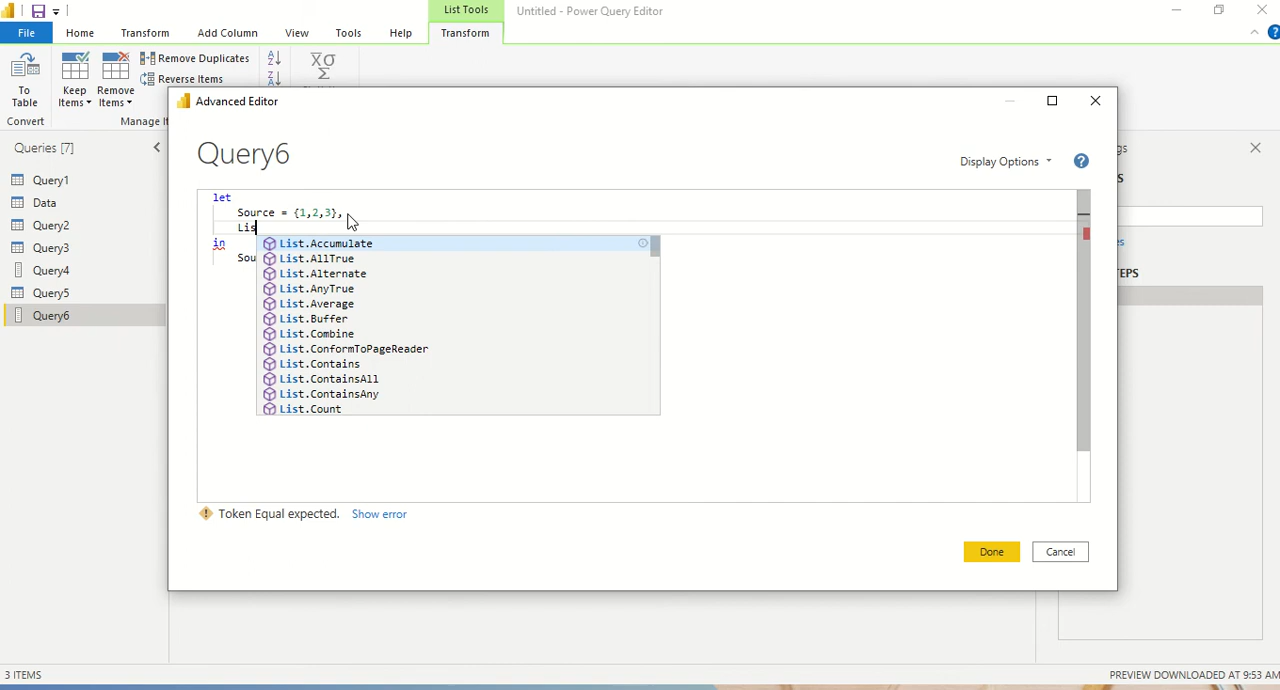 List Tools
Untitled - Power Query Editor
File
Home
Transform
Add Column
View
Tools
Help
Transform
To
Table
Keep
Items
Remove
Items
Remove Duplicates
Reverse Items
A
Z
Z
A
X̄σ
Σ
Convert
Manage It
Queries [7]
Query1
Data
Query2
Query3
Query4
Query5
Query6
Advanced Editor
Query6
Display Options
?
let
Source = {1,2,3},
Lis
in
Sou
List.Accumulate
List.AllTrue
List.Alternate
List.AnyTrue
List.Average
List.Buffer
List.Combine
List.ConformToPageReader
List.Contains
List.ContainsAll
List.ContainsAny
List.Count
Token Equal expected. Show error
Done
Cancel
gs
S
es
TEPS
3 ITEMS
PREVIEW DOWNLOADED AT 9:53 AM